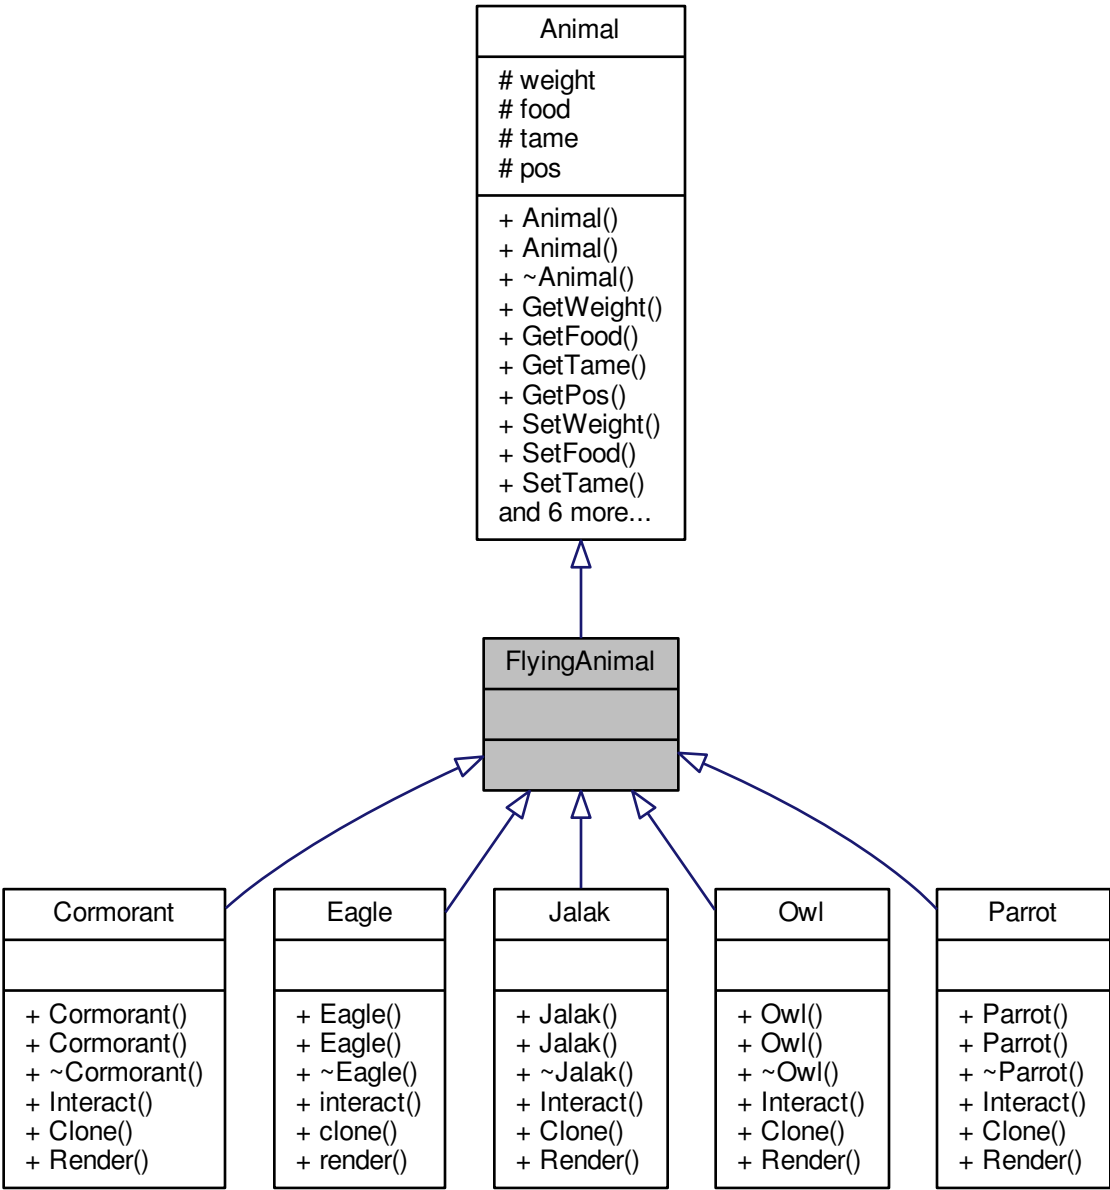 Animal
# weight
# food
# tame
# pos
+ Animal()
+ Animal()
+ ~Animal()
+ GetWeight()
+ GetFood()
+ GetTame()
+ GetPos()
+ SetWeight()
+ SetFood()
+ SetTame()
and 6 more...
FlyingAnimal
Cormorant
+ Cormorant()
+ Cormorant()
+ ~Cormorant()
+ Interact()
+ Clone()
+ Render()
Eagle
+ Eagle()
+ Eagle()
+ ~Eagle()
+ interact()
+ clone()
+ render()
Jalak
+ Jalak()
+ Jalak()
+ ~Jalak()
+ Interact()
+ Clone()
+ Render()
Owl
+ Owl()
+ Owl()
+ ~Owl()
+ Interact()
+ Clone()
+ Render()
Parrot
+ Parrot()
+ Parrot()
+ ~Parrot()
+ Interact()
+ Clone()
+ Render()